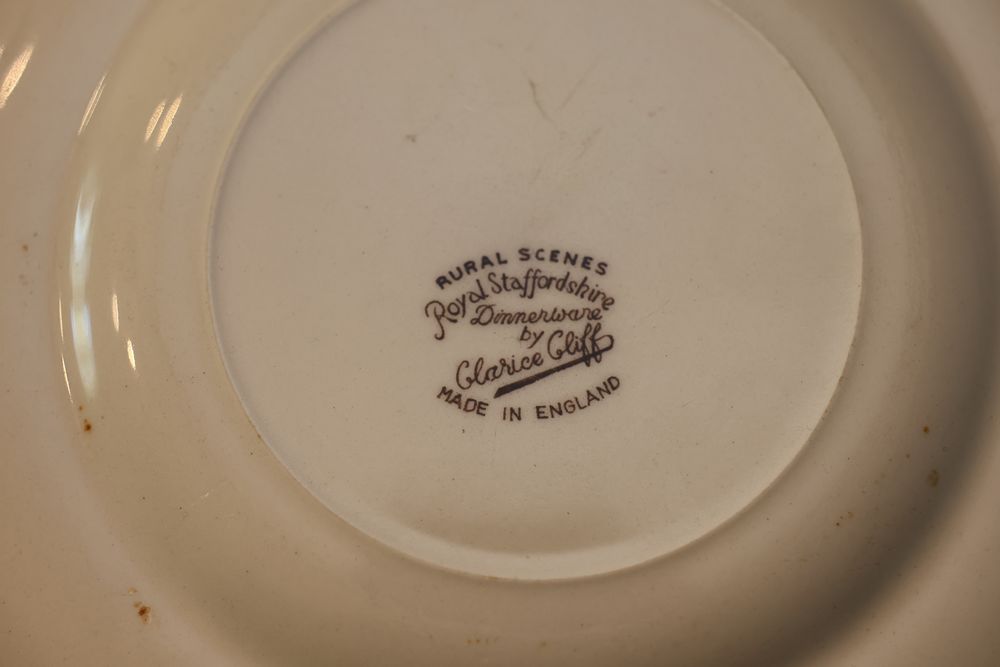 RURAL SCENES
Royal Staffordshire
Dinnerware
by
Clarice Cliff
MADE IN ENGLAND